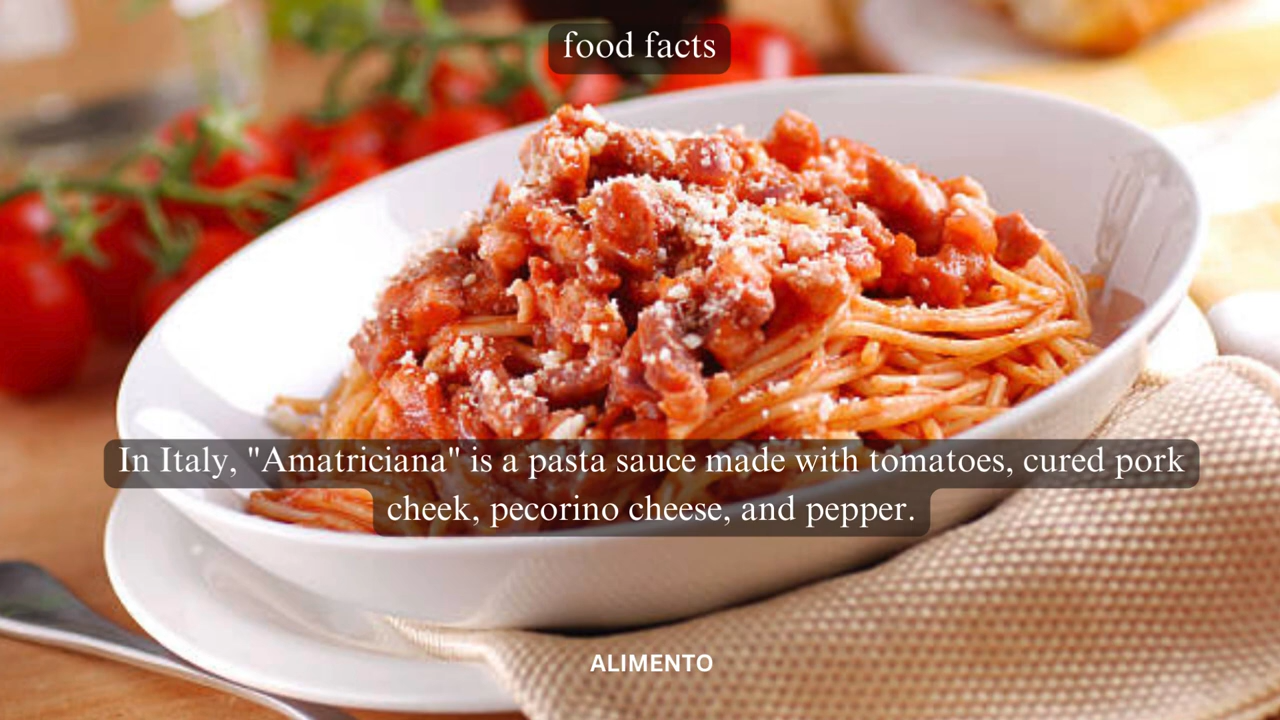 food facts
In Italy, "Amatriciana" is a pasta sauce made with tomatoes, cured pork
cheek, pecorino cheese, and pepper.
ALIMENTO